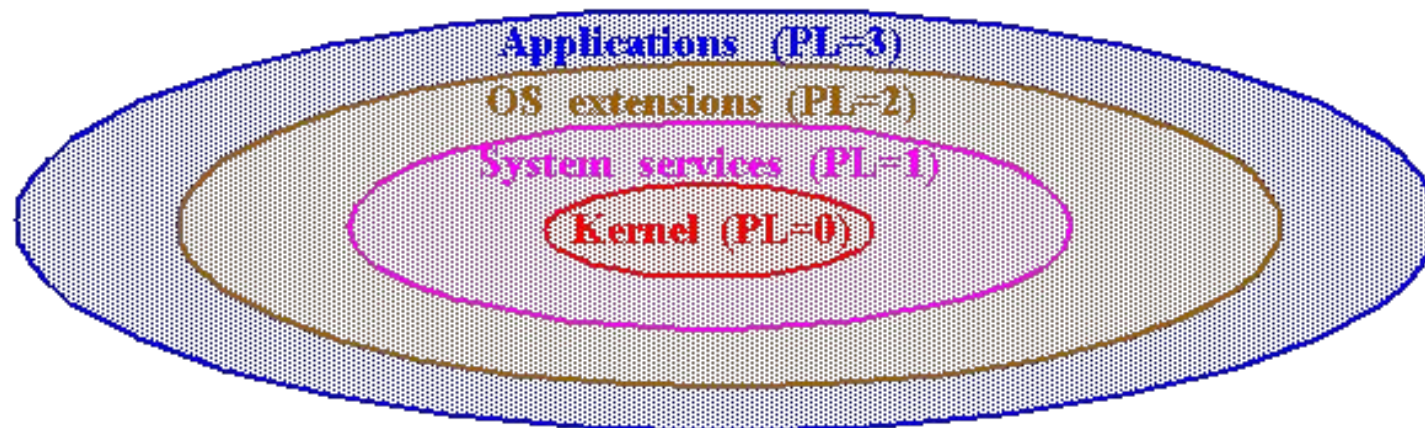 Applications (PL=3)
OS extensions (PL=2)
System services (PL=1)
Kernel (PL=0)